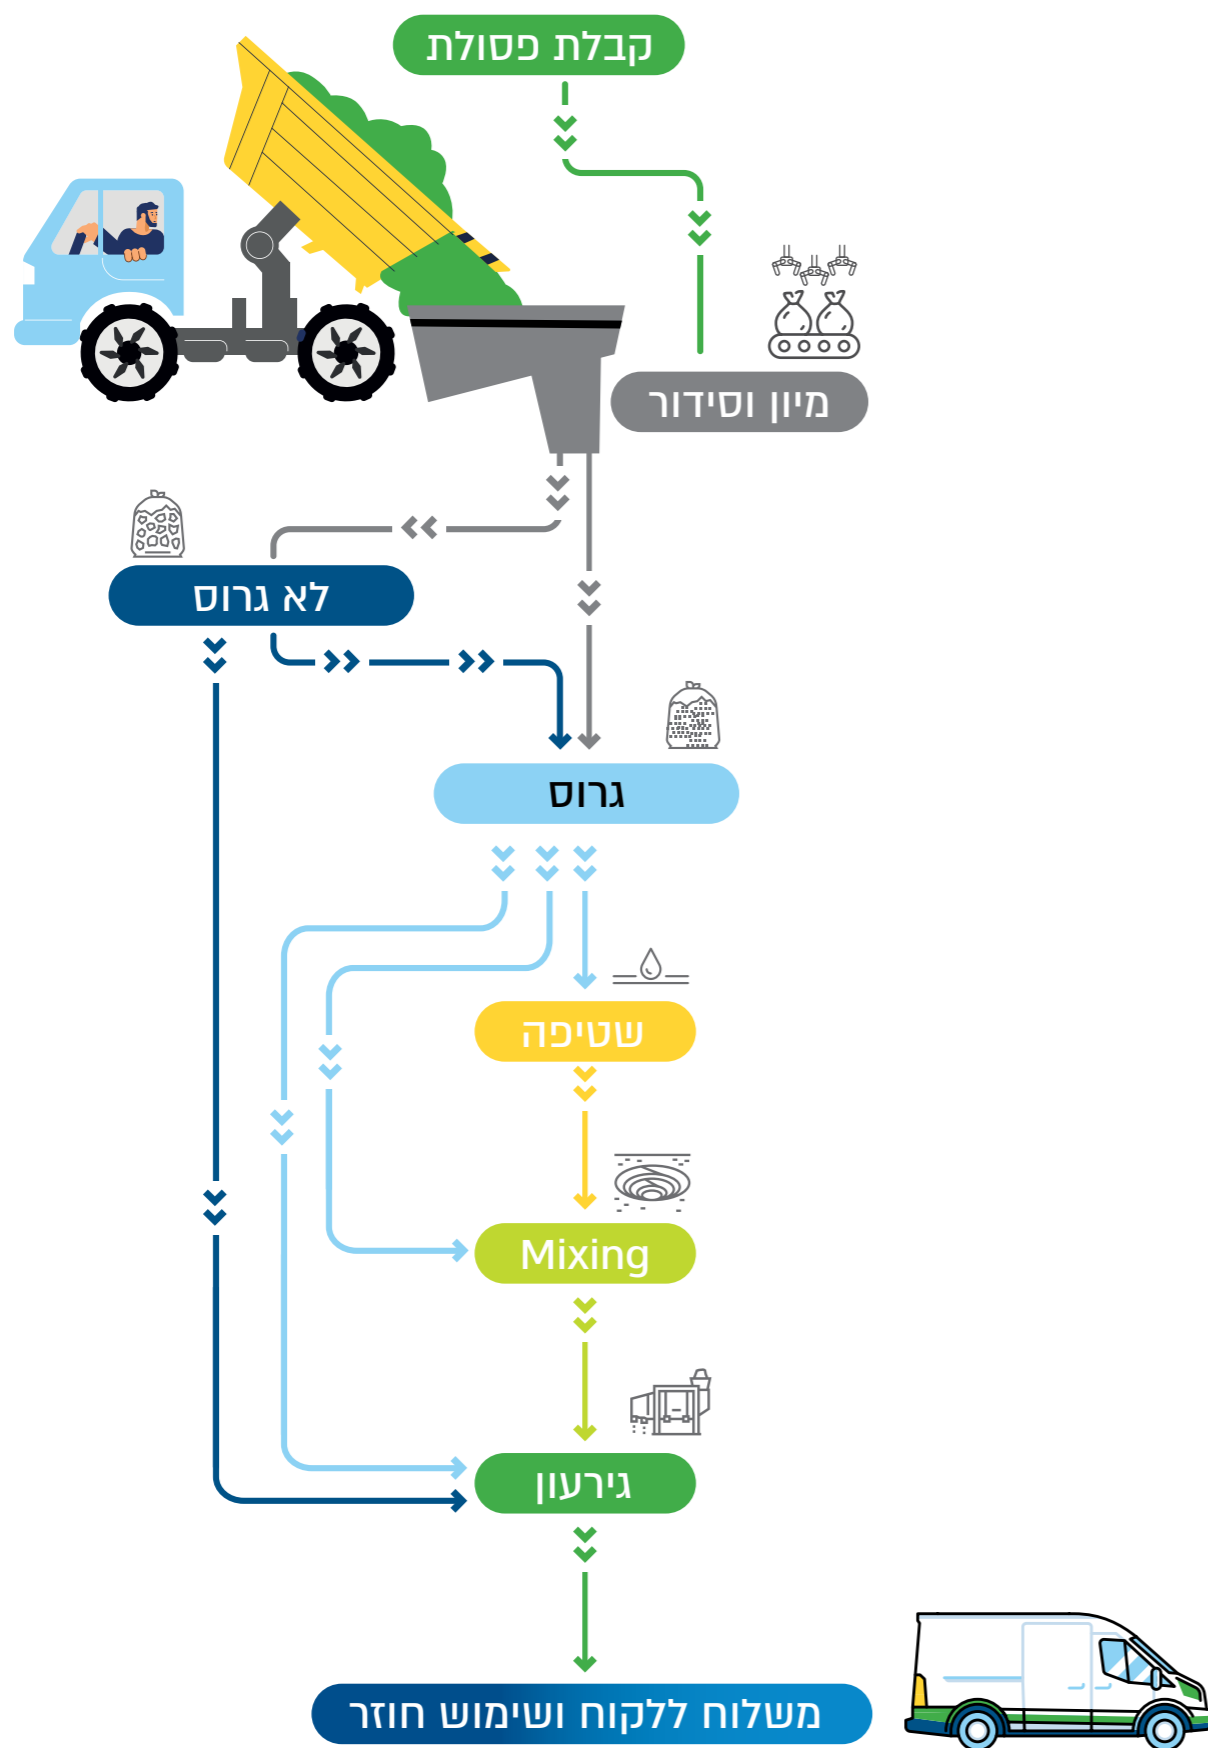 קבלת פסולת
מיון וסידור
לא גרוס
גרוס
שטיפה
Mixing
גירעון
משלוח ללקוח ושימוש חוזר